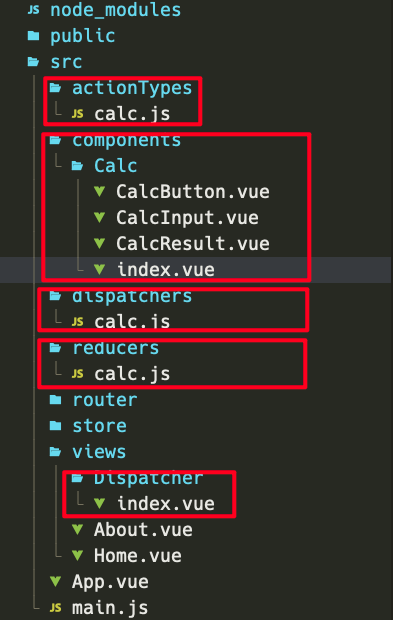 JS node_modules
public
src
actionTypes
JS calc.js
components
Calc
CalcButton.vue
CalcInput.vue
CalcResult.vue
index.vue
dispatchers
JS calc.js
reducers
JS calc.js
router
store
views
Dispatcher
index.vue
About.vue
Home.vue
App.vue
JS main.js